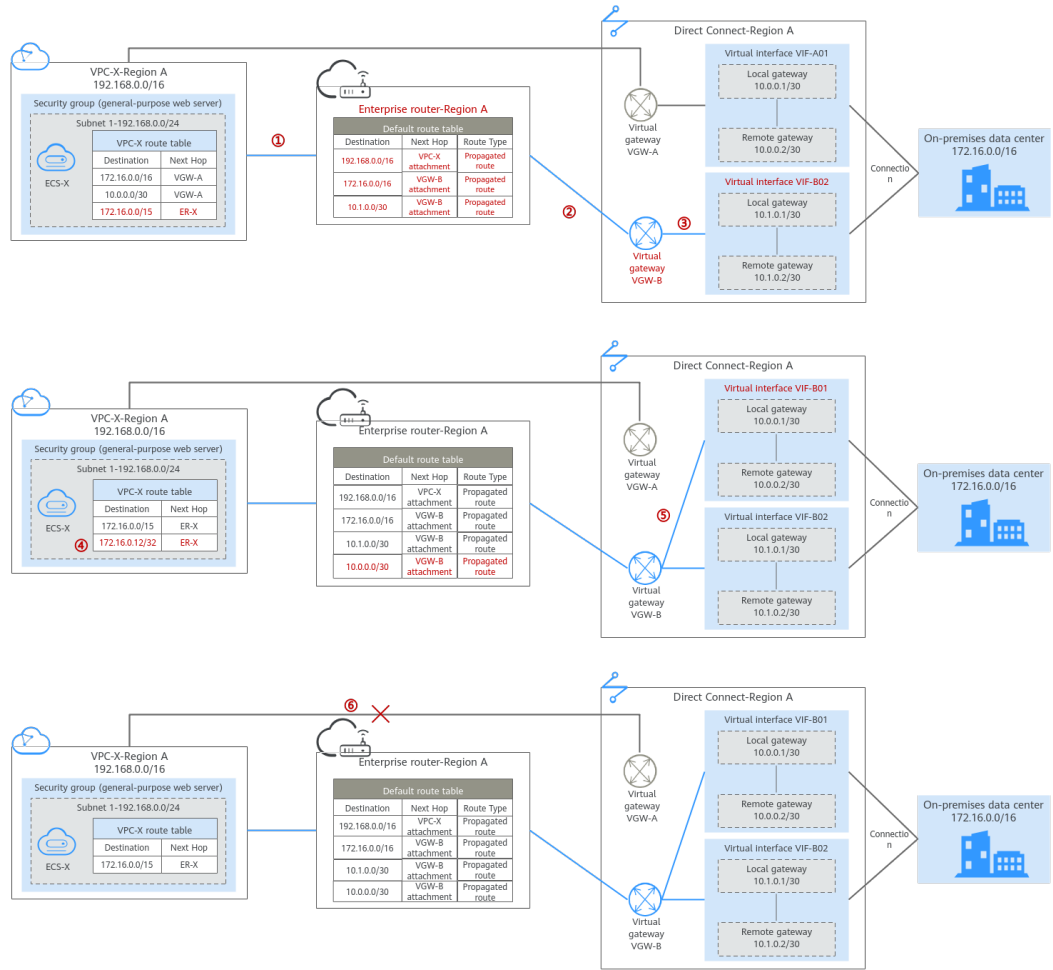 Direct Connect-Region A
Virtual interface VIF-A01
Local gateway
10.0.0.1/30
Remote gateway
10.0.0.2/30
Virtual interface VIF-B02
Local gateway
10.1.0.1/30
Remote gateway
10.1.0.2/30
VPC-X-Region A
192.168.0.0/16
Security group (general-purpose web server)
Subnet 1-192.168.0.0/24
ECS-X
VPC-X route table
Destination Next Hop
172.16.0.0/16 VGW-A
10.0.0.0/30 VGW-A
172.16.0.0/15 ER-X
①
Enterprise router-Region A
Default route table
Destination Next Hop Route Type
192.168.0.0/16 VPC-X attachment Propagated route
172.16.0.0/16 VGW-B attachment Propagated route
10.1.0.0/30 VGW-B attachment Propagated route
②
Virtual
gateway
VGW-A
Virtual
gateway
VGW-B
③
Connectio
n
On-premises data center
172.16.0.0/16
Direct Connect-Region A
Virtual interface VIF-B01
Local gateway
10.0.0.1/30
Remote gateway
10.0.0.2/30
Virtual interface VIF-B02
Local gateway
10.1.0.1/30
Remote gateway
10.1.0.2/30
VPC-X-Region A
192.168.0.0/16
Security group (general-purpose web server)
Subnet 1-192.168.0.0/24
ECS-X
VPC-X route table
Destination Next Hop
172.16.0.0/15 ER-X
④
172.16.0.12/32 ER-X
Enterprise router-Region A
Default route table
Destination Next Hop Route Type
192.168.0.0/16 VPC-X attachment Propagated route
172.16.0.0/16 VGW-B attachment Propagated route
10.1.0.0/30 VGW-B attachment Propagated route
10.0.0.0/30 VGW-B attachment Propagated route
Virtual
gateway
VGW-A
⑤
Virtual
gateway
VGW-B
Connectio
n
On-premises data center
172.16.0.0/16
⑥
Direct Connect-Region A
Virtual interface VIF-B01
Local gateway
10.0.0.1/30
Remote gateway
10.0.0.2/30
Virtual interface VIF-B02
Local gateway
10.1.0.1/30
Remote gateway
10.1.0.2/30
VPC-X-Region A
192.168.0.0/16
Security group (general-purpose web server)
Subnet 1-192.168.0.0/24
ECS-X
VPC-X route table
Destination Next Hop
172.16.0.0/15 ER-X
Enterprise router-Region A
Default route table
Destination Next Hop Route Type
192.168.0.0/16 VPC-X attachment Propagated route
172.16.0.0/16 VGW-B attachment Propagated route
10.1.0.0/30 VGW-B attachment Propagated route
10.0.0.0/30 VGW-B attachment Propagated route
Virtual
gateway
VGW-A
Virtual
gateway
VGW-B
Connectio
n
On-premises data center
172.16.0.0/16